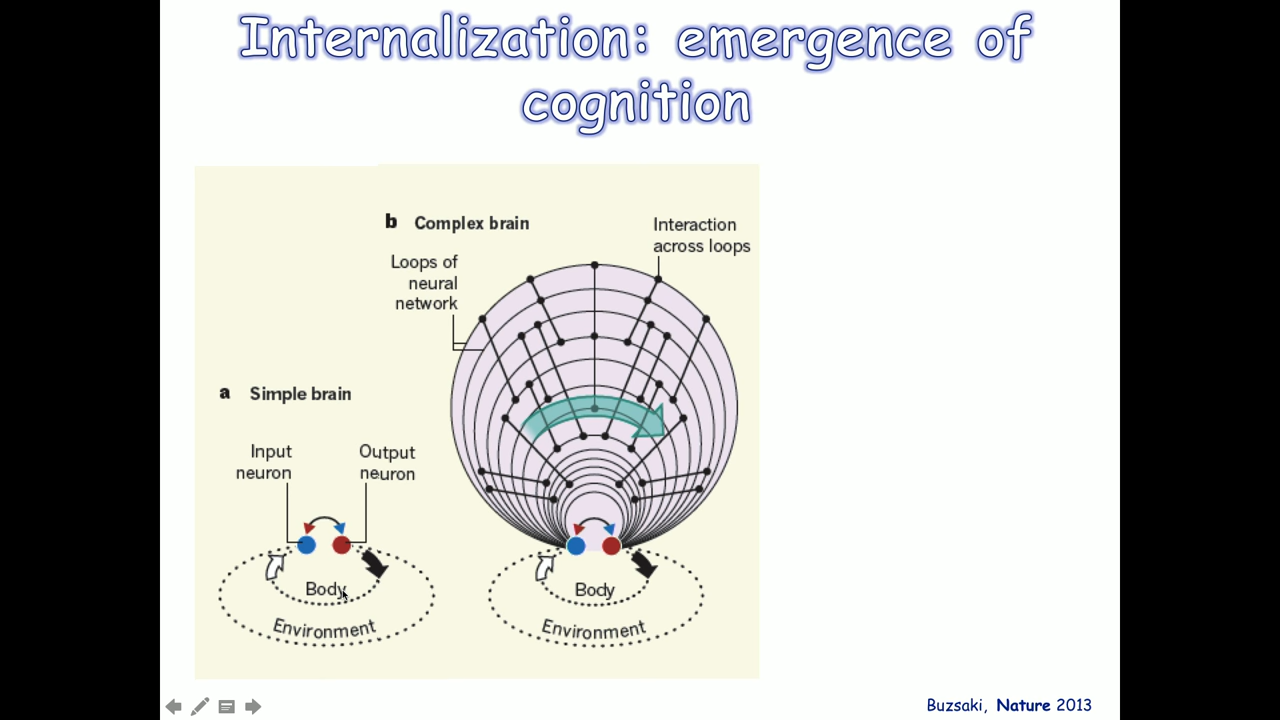 Internalization: emergence of
cognition
b Complex brain
Interaction
across loops
Loops of
neural
network
a Simple brain
Input
neuron
Output
neuron
Body
Environment
Body
Environment
Buzsaki, Nature 2013